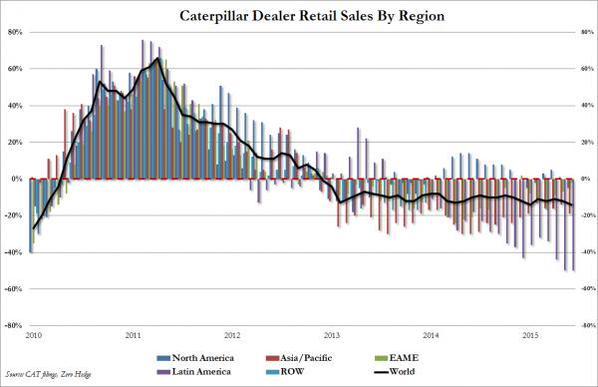 Caterpillar Dealer Retail Sales By Region
80% 80%
60% 60%
40% 40%
20% 20%
0% 0%
-20% -20%
-40% -40%
-60% -60%
-80% -80%
2010 2011 2012 2013 2014 2015
North America Asia/Pacific EAME
Latin America ROW World
Source: CAT filings, Zero Hedge